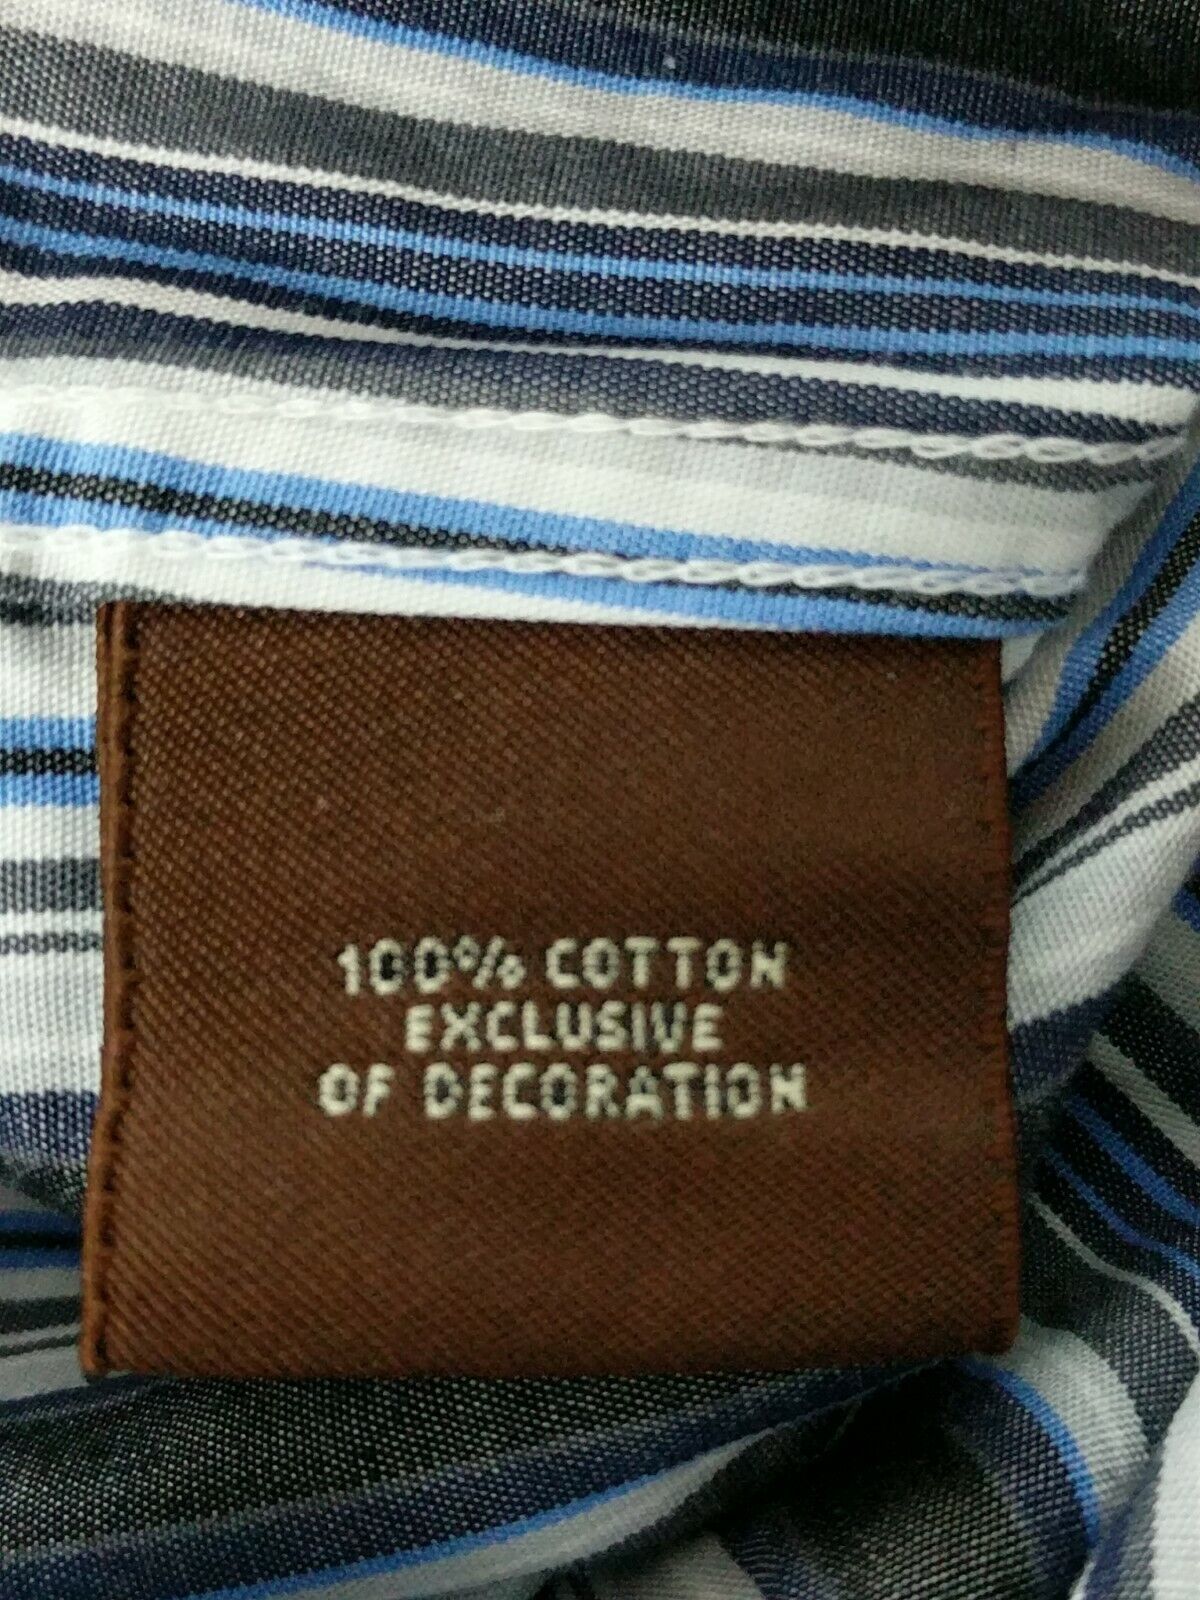 100% COTTON
EXCLUSIVE
OF DECORATION